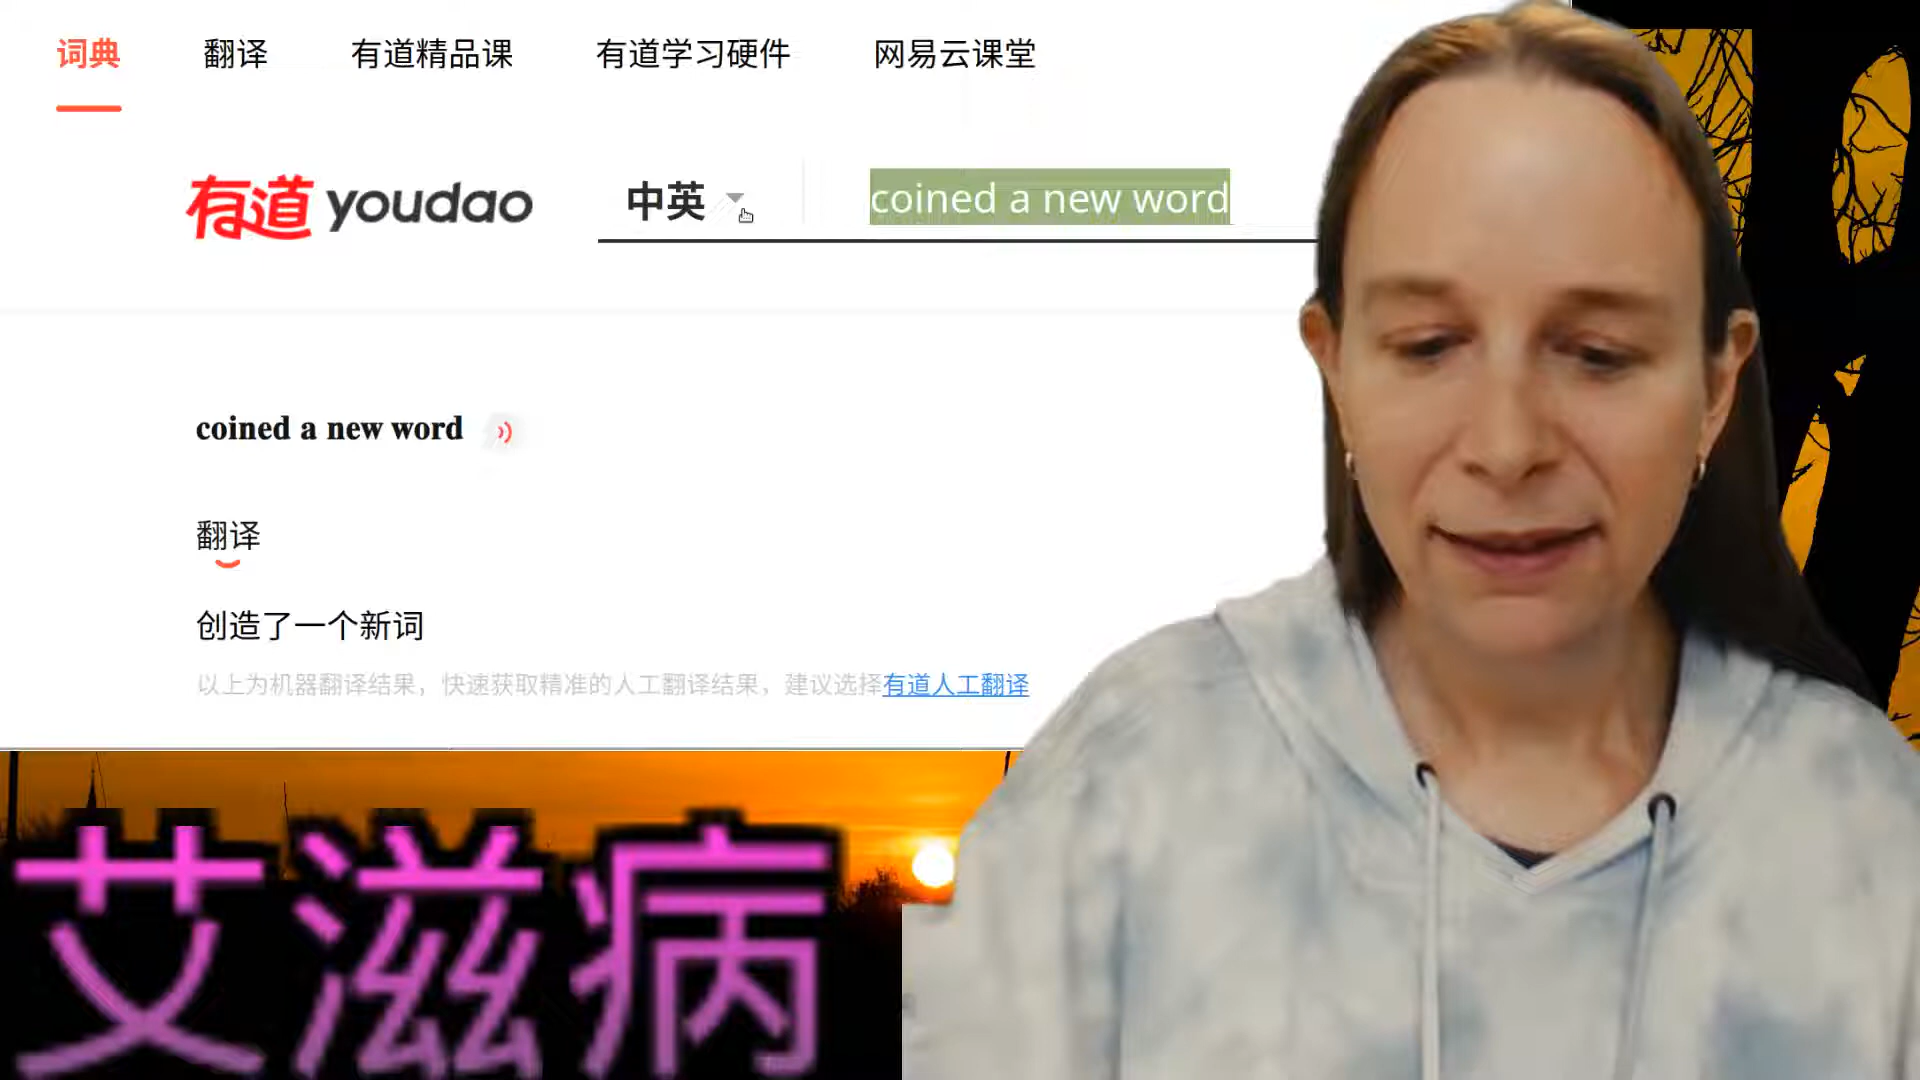 词典 翻译 有道精品课 有道学习硬件 网易云课堂
有道 youdao 中英 coined a new word
coined a new word
翻译
创造了一个新词
以上为机器翻译结果，快速获取精准的人工翻译结果，建议选择有道人工翻译
艾滋病